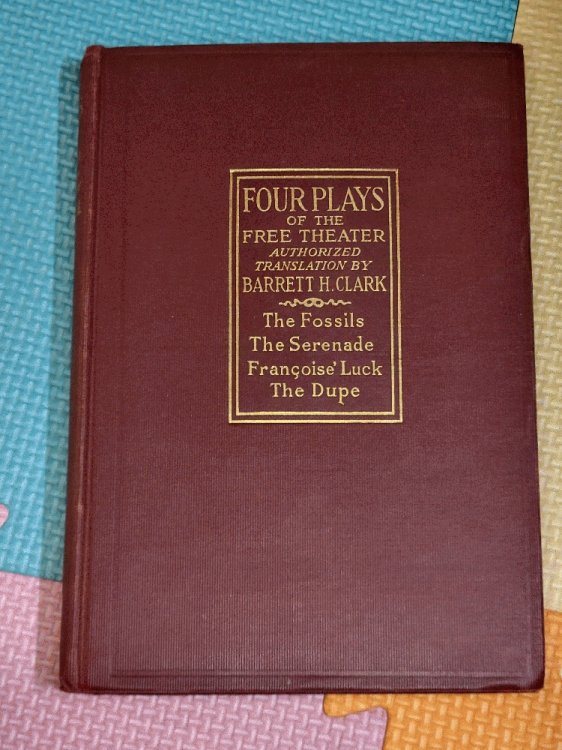 FOUR PLAYS
OF THE
FREE THEATER
AUTHORIZED
TRANSLATION BY
BARRETT H. CLARK
The Fossils
The Serenade
Françoise' Luck
The Dupe